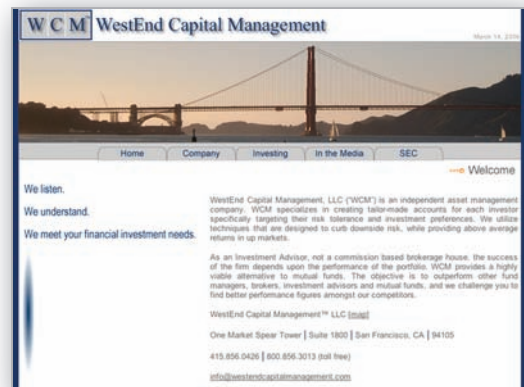 WCM WestEnd Capital Management
March 14,
Home Company Investing In the Media SEC
Welcome
We listen.
We understand.
We meet your financial investment needs.
WestEnd Capital Management, LLC ("WCM") is an independent asset management
company. WCM specializes in creating tailor-made accounts for each investor
specifically targeting their risk tolerance and investment preferences. We utilize
techniques that are designed to curb downside risk, while providing above average
returns in up markets.
As an Investment Advisor, not a commission based brokerage house, the success
of the firm depends upon the performance of the portfolio. WCM provides a highly
viable alternative to mutual funds. The objective is to outperform other fund
managers, brokers, investment advisors and mutual funds, and we challenge you to
find better performance figures amongst our competitors.
WestEnd Capital Management™ LLC [map]
One Market Spear Tower | Suite 1800 | San Francisco, CA | 94105
415.856.0426 | 800.856.3013 (toll free)
info@westendcapitalmanagement.com